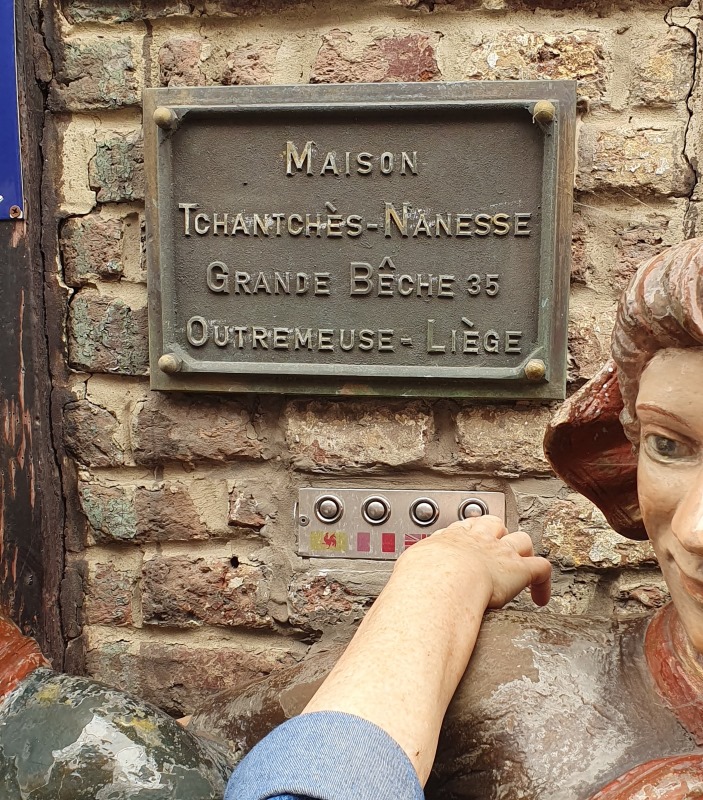 Maison
Tchantchès-Nanesse
Grande Bêche 35
Outremeuse-Liège